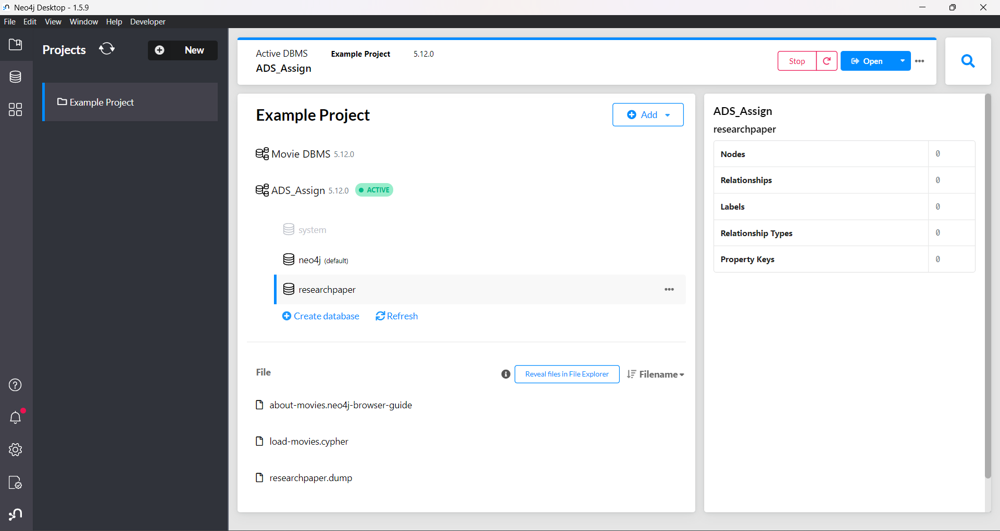 Neo4j Desktop - 1.5.9
File Edit View Window Help Developer
Projects
New
Example Project
Active DBMS Example Project 5.12.0
ADS_Assign
Stop
Open
Example Project
Add
Movie DBMS 5.12.0
ADS_Assign 5.12.0 ACTIVE
system
neo4j (default)
researchpaper
Create database Refresh
File
Reveal files in File Explorer
Filename
about-movies.neo4j-browser-guide
load-movies.cypher
researchpaper.dump
ADS_Assign
researchpaper
Nodes 0
Relationships 0
Labels 0
Relationship Types 0
Property Keys 0